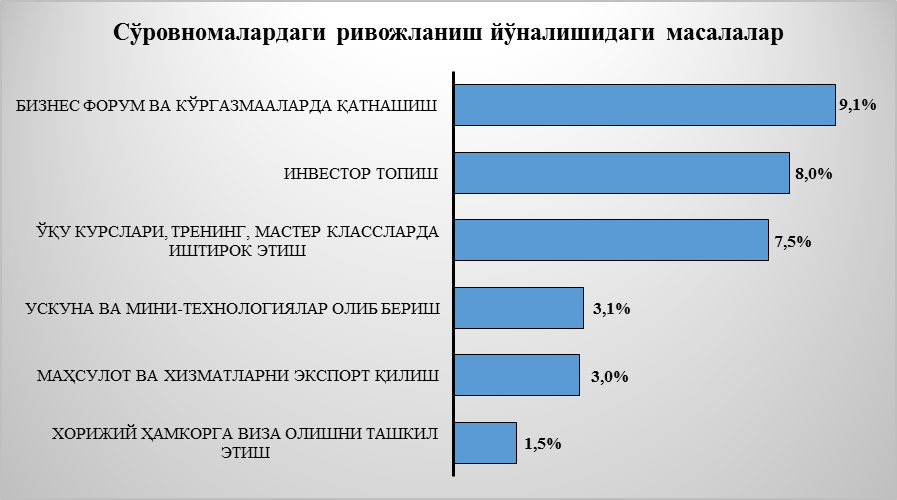 Сўровномалардаги ривожланиш йўналишидаги масалалар
БИЗНЕС ФОРУМ ВА КЎРГАЗМААЛАРДА ҚАТНАШИШ
9,1%
ИНВЕСТОР ТОПИШ
8,0%
ЎҚУ КУРСЛАРИ, ТРЕНИНГ, МАСТЕР КЛАССЛАРДА
ИШТИРОК ЭТИШ
7,5%
УСКУНА ВА МИНИ-ТЕХНОЛОГИЯЛАР ОЛИБ БЕРИШ
3,1%
МАҲСУЛОТ ВА ХИЗМАТЛАРНИ ЭКСПОРТ ҚИЛИШ
3,0%
ХОРИЖИЙ ҲАМКОРГА ВИЗА ОЛИШНИ ТАШКИЛ
ЭТИШ
1,5%